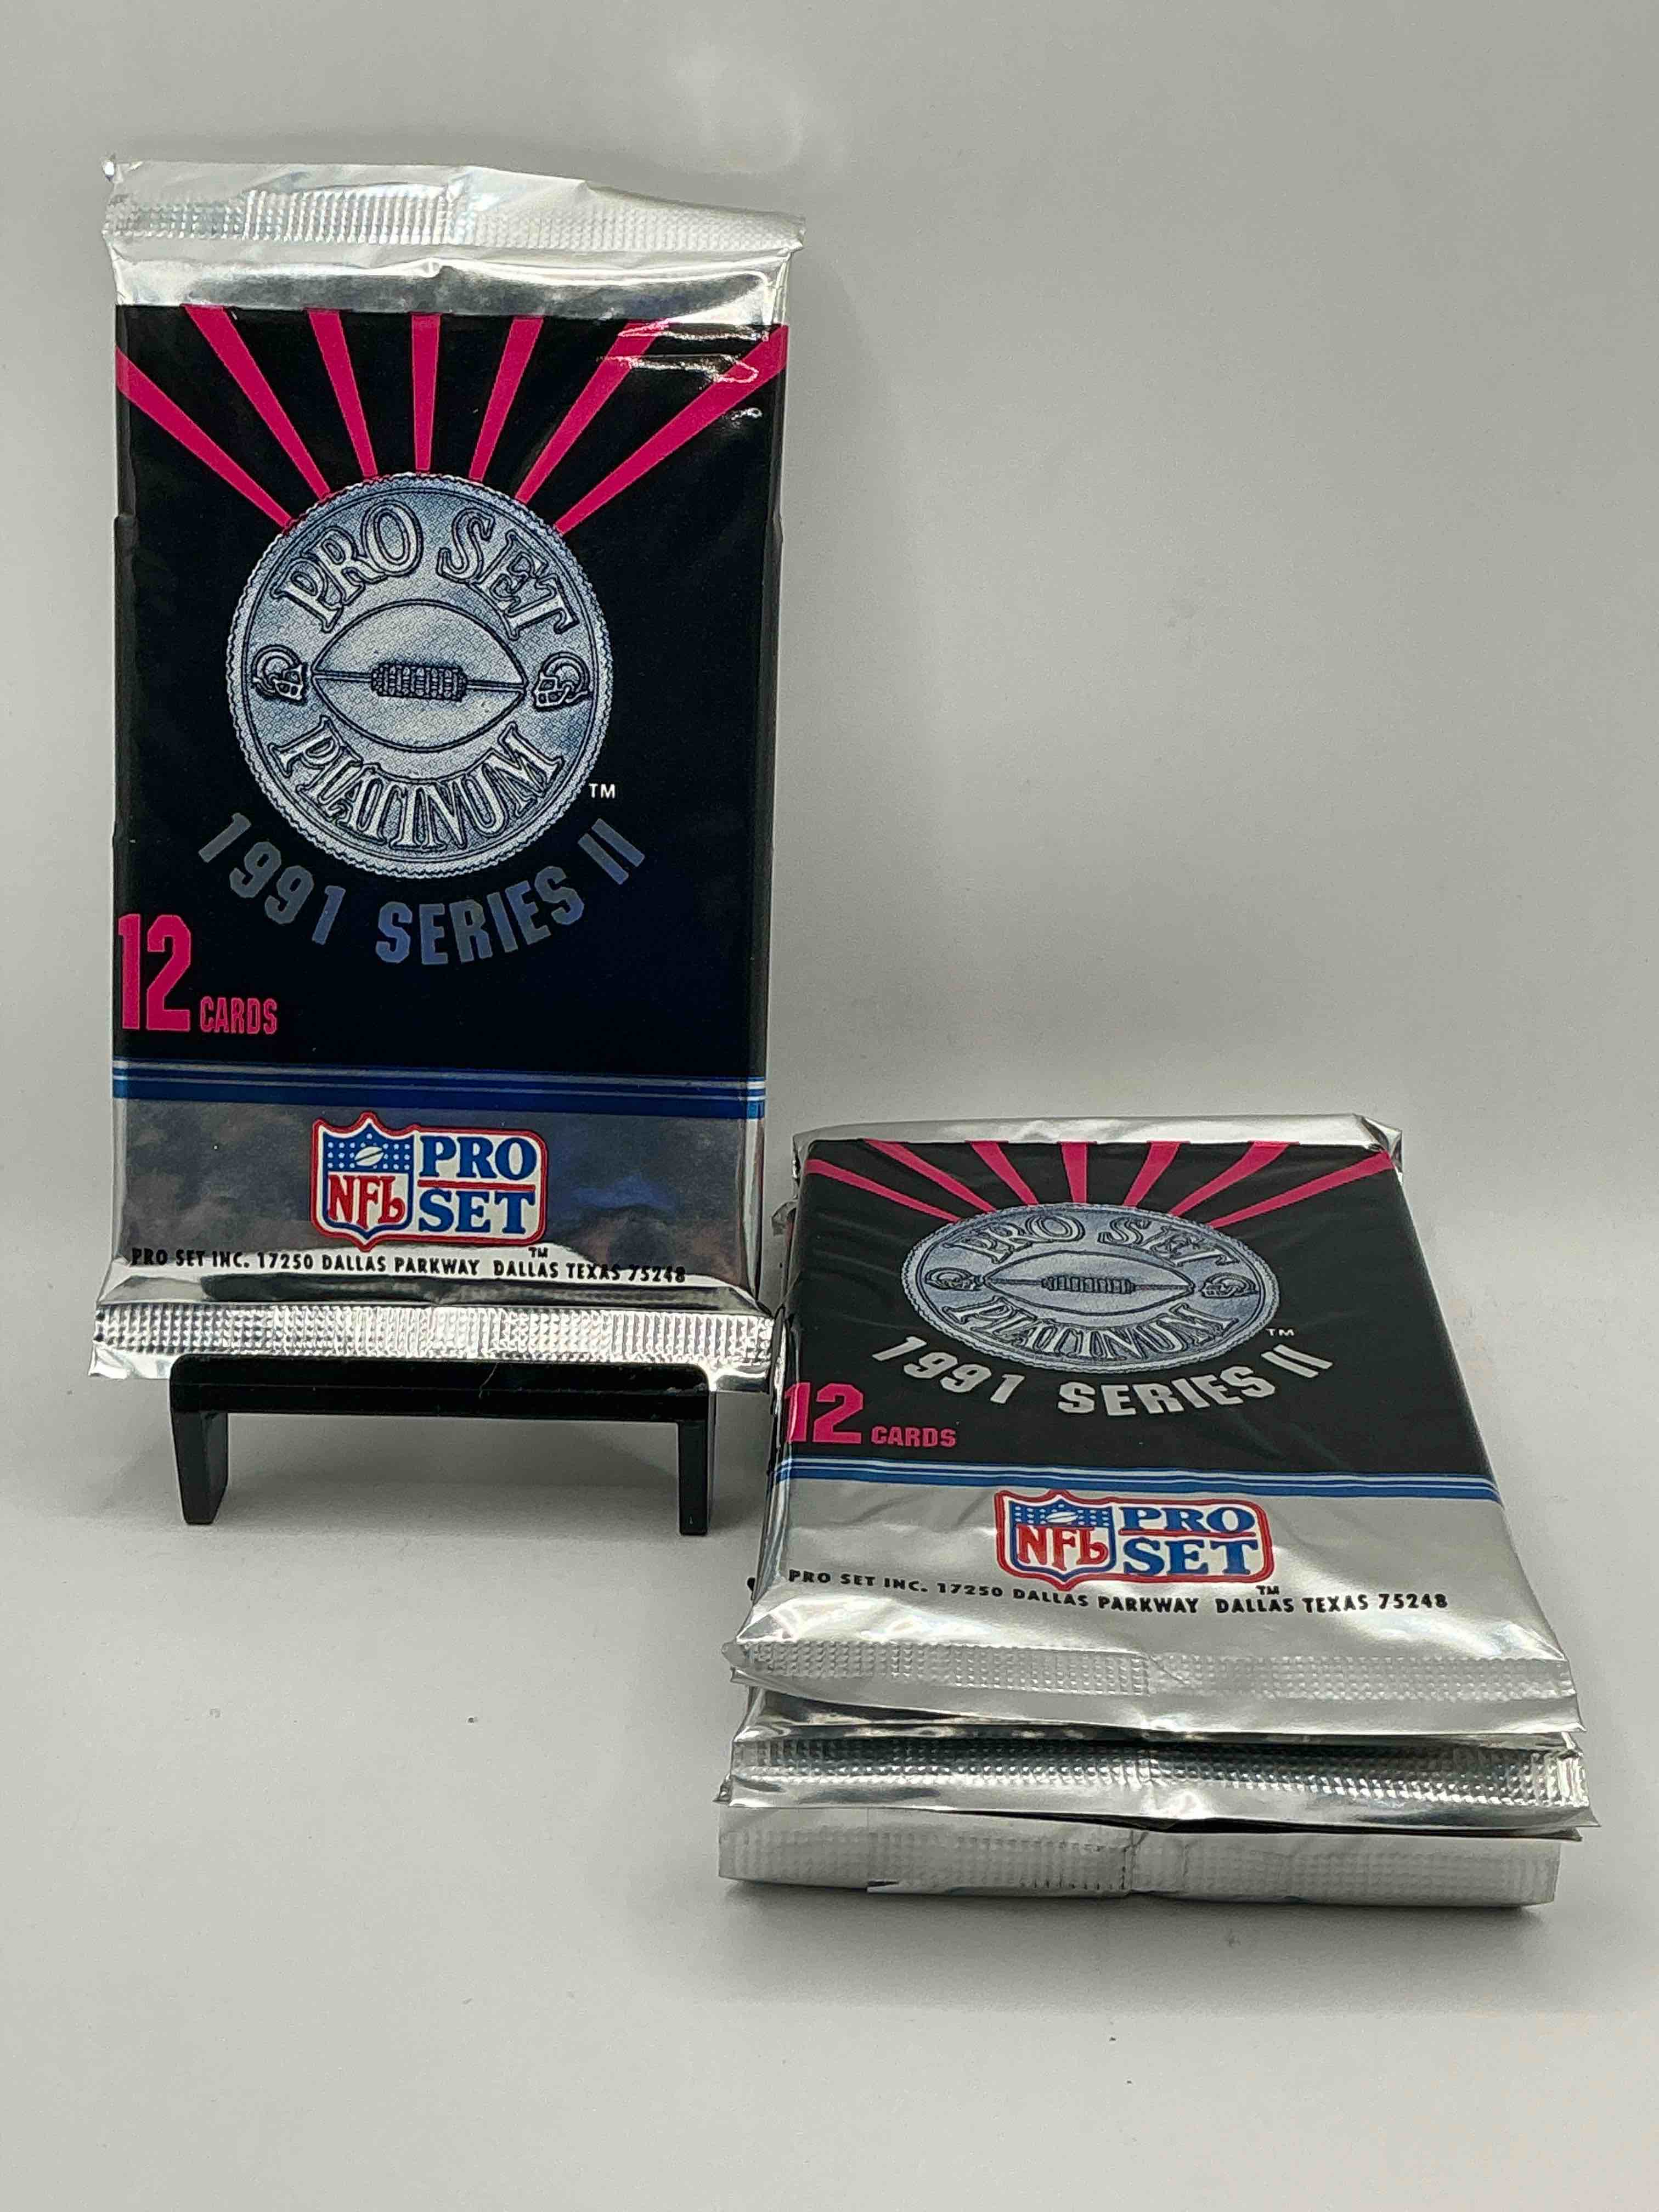 PRO SET
PLATINUM
TM
1991 SERIES II
12 CARDS
NFL PRO
SET
TM
PRO SET INC. 17250 DALLAS PARKWAY DALLAS TEXAS 75248
PRO SET
PLATINUM
TM
1991 SERIES II
12 CARDS
NFL PRO
SET
TM
PRO SET INC. 17250 DALLAS PARKWAY DALLAS TEXAS 75248